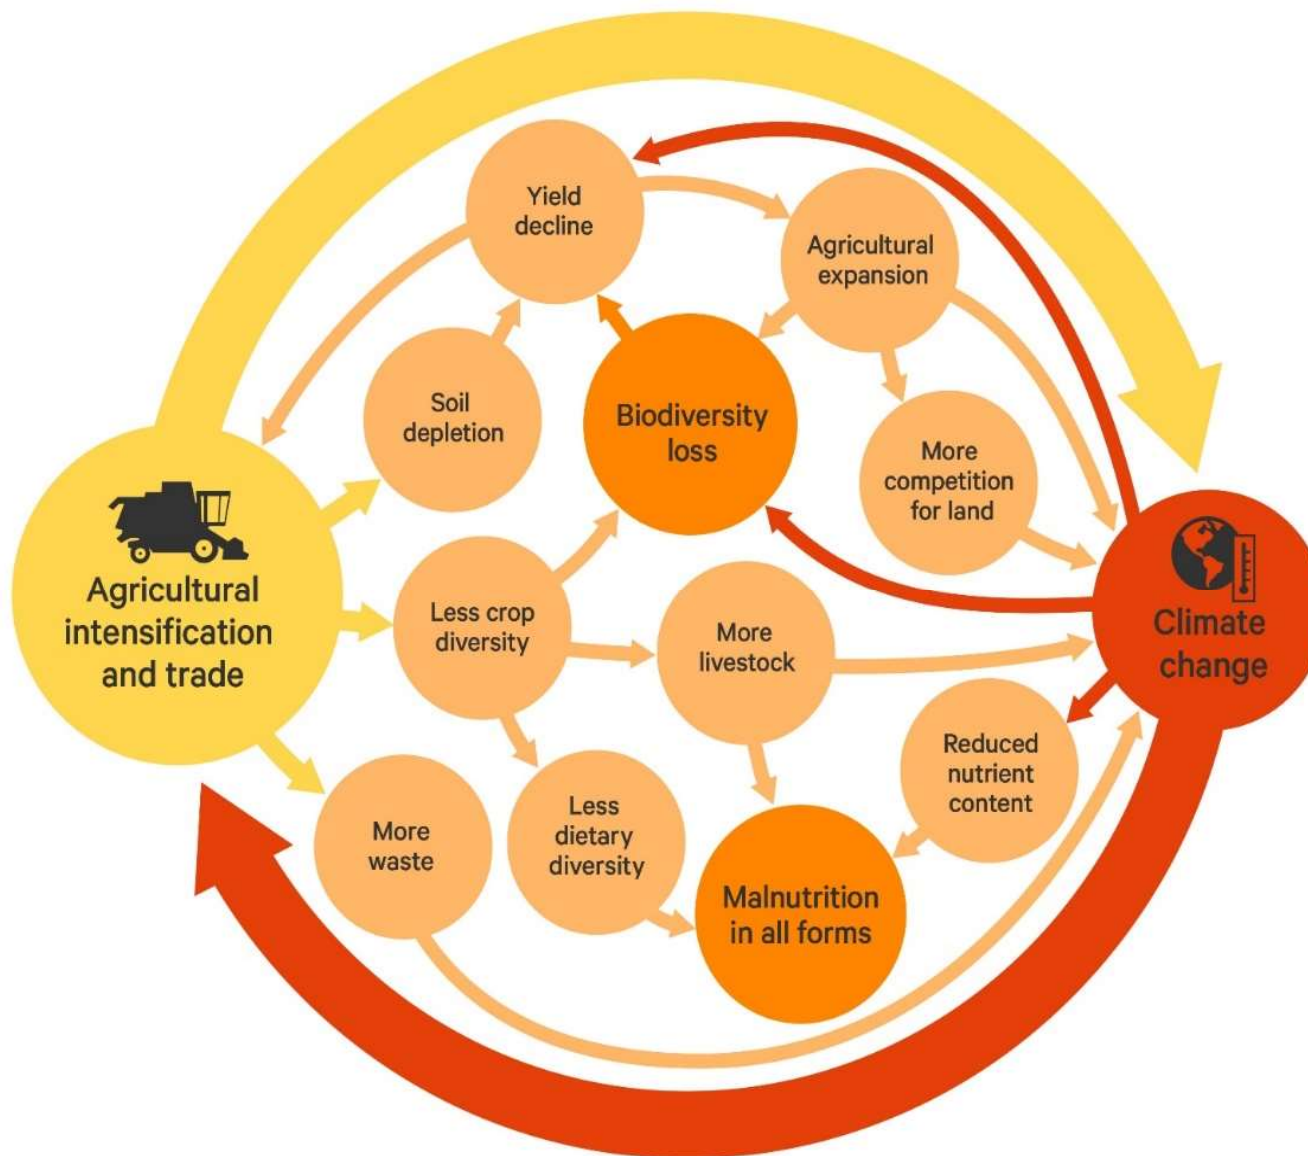 Yield
decline
Agricultural
expansion
Soil
depletion
Biodiversity
loss
More
competition
for land
Agricultural
intensification
and trade
Less crop
diversity
More
livestock
Climate
change
Reduced
nutrient
content
More
waste
Less
dietary
diversity
Malnutrition
in all forms